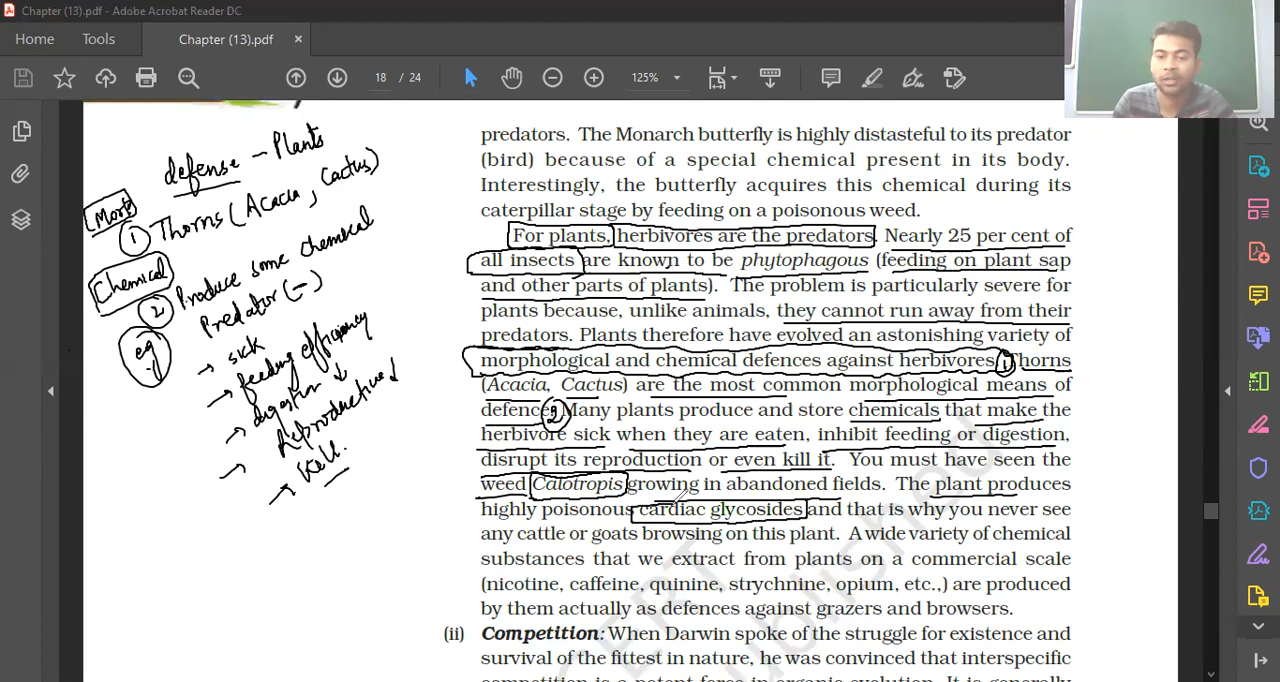 Chapter (13).pdf - Adobe Acrobat Reader DC
Home Tools Chapter (13).pdf ×
18 / 24 125%
defense - Plants
Morp
1 Thorns (Acacia, Cactus)
Chemical
2 Produce some chemical
Predator (-)
eg
→ sick
→ feeding efficiency
→ digestion ↓
→ Reproductive ↓
→ Kill.
predators. The Monarch butterfly is highly distasteful to its predator
(bird) because of a special chemical present in its body.
Interestingly, the butterfly acquires this chemical during its
caterpillar stage by feeding on a poisonous weed.
For plants, herbivores are the predators. Nearly 25 per cent of
all insects are known to be phytophagous (feeding on plant sap
and other parts of plants). The problem is particularly severe for
plants because, unlike animals, they cannot run away from their
predators. Plants therefore have evolved an astonishing variety of
morphological and chemical defences against herbivores. 1 Thorns
(Acacia, Cactus) are the most common morphological means of
defence. 2 Many plants produce and store chemicals that make the
herbivore sick when they are eaten, inhibit feeding or digestion,
disrupt its reproduction or even kill it. You must have seen the
weed Calotropis growing in abandoned fields. The plant produces
highly poisonous cardiac glycosides and that is why you never see
any cattle or goats browsing on this plant. A wide variety of chemical
substances that we extract from plants on a commercial scale
(nicotine, caffeine, quinine, strychnine, opium, etc.,) are produced
by them actually as defences against grazers and browsers.
(ii) Competition: When Darwin spoke of the struggle for existence and
survival of the fittest in nature, he was convinced that interspecific
competition is a potent force in organic evolution. It is generally